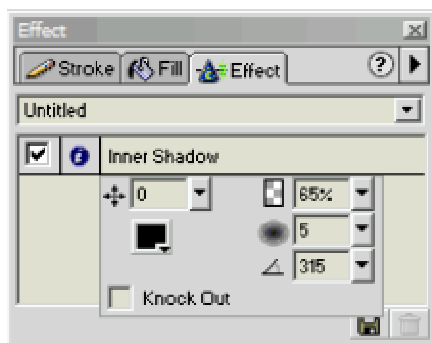 Effect
Stroke Fill Effect ?
Untitled
Inner Shadow
0 65%
5
315
Knock Out